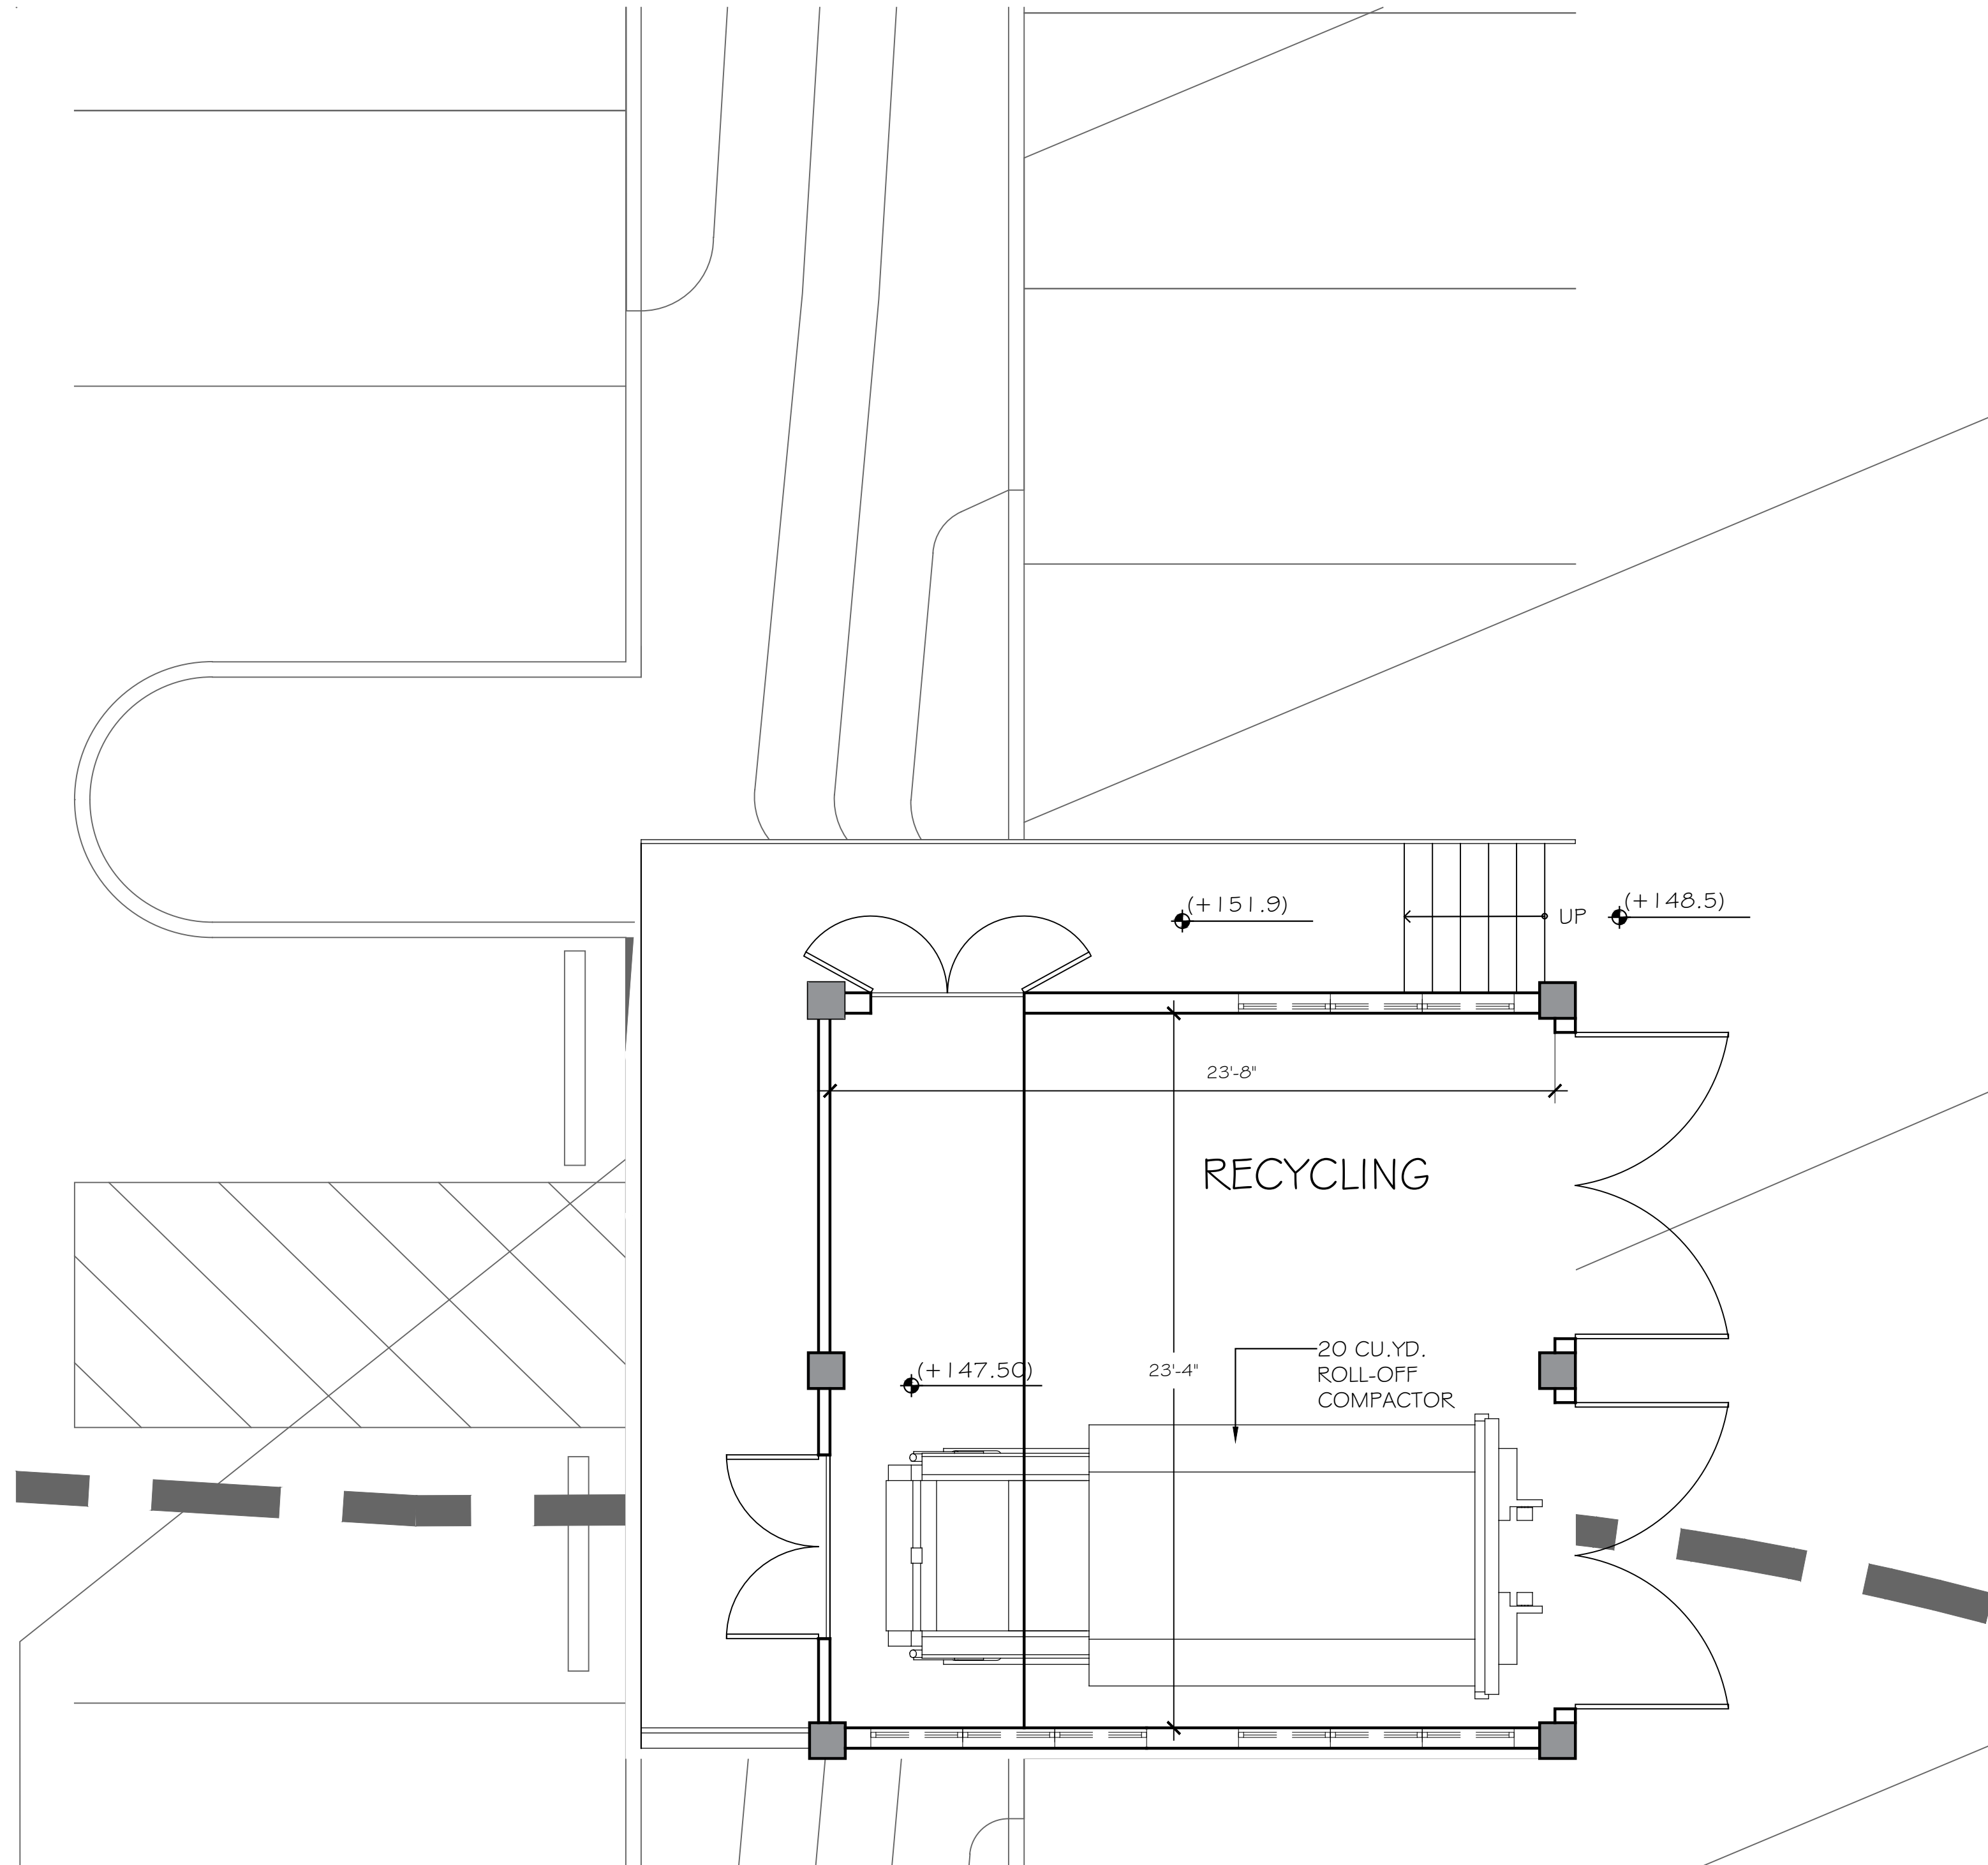 (+151.9)
UP
(+148.5)
23'-8"
RECYCLING
20 CU.YD.
ROLL-OFF
COMPACTOR
(+147.50)
23'-4"